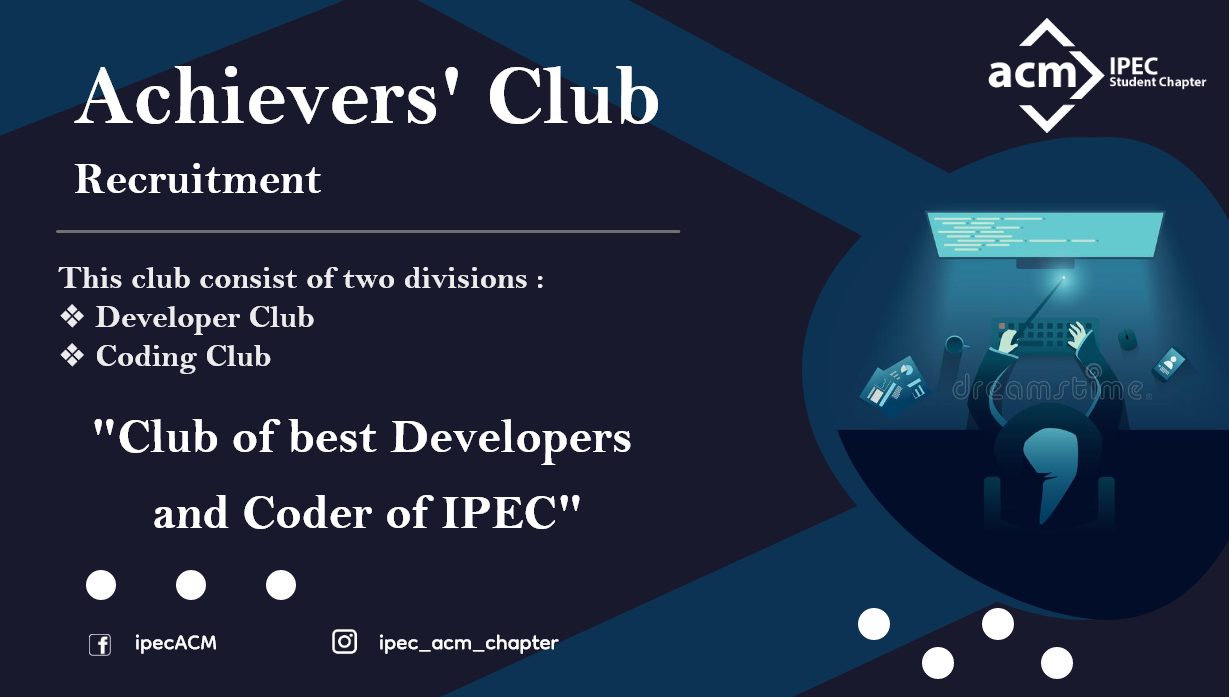 Achievers' Club
Recruitment
acm
IPEC
Student Chapter
This club consist of two divisions :
❖ Developer Club
❖ Coding Club
"Club of best Developers
and Coder of IPEC"
dreamstime.
ipecACM
ipec_acm_chapter